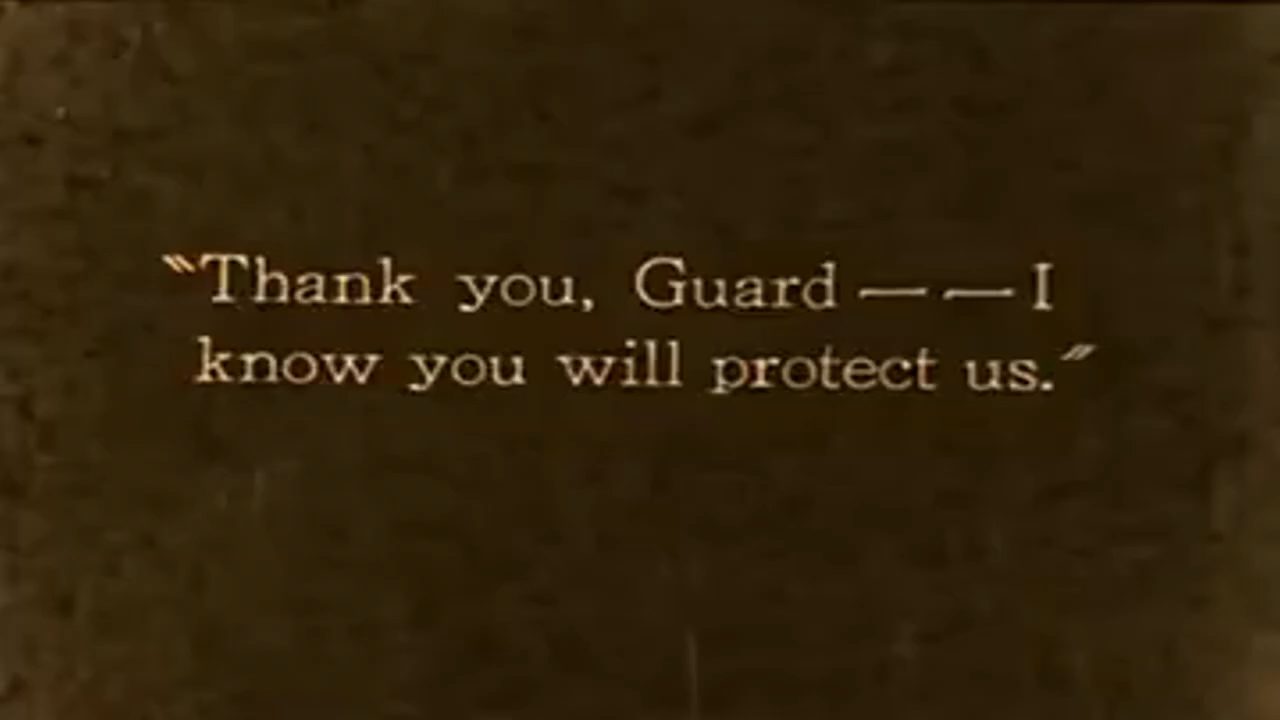 "Thank you, Guard — — I
know you will protect us."